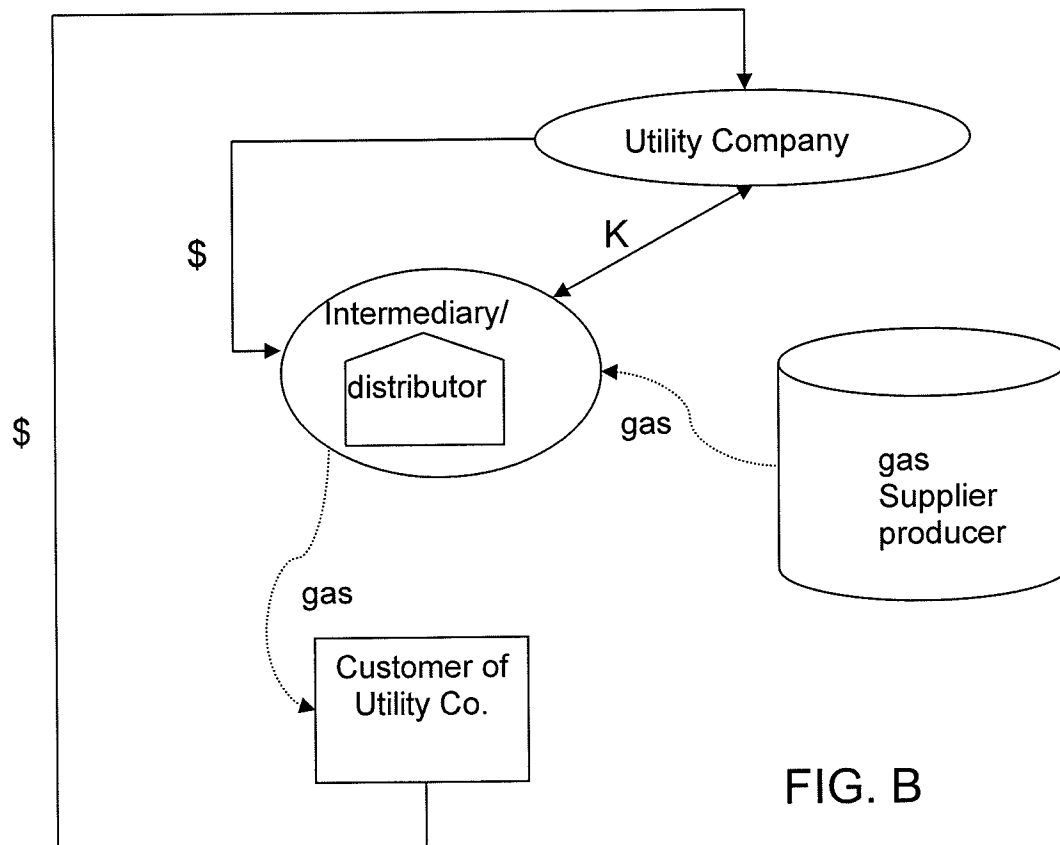 Utility Company
$
K
Intermediary/
distributor
$
gas
gas
Supplier
producer
gas
Customer of
Utility Co.
FIG. B